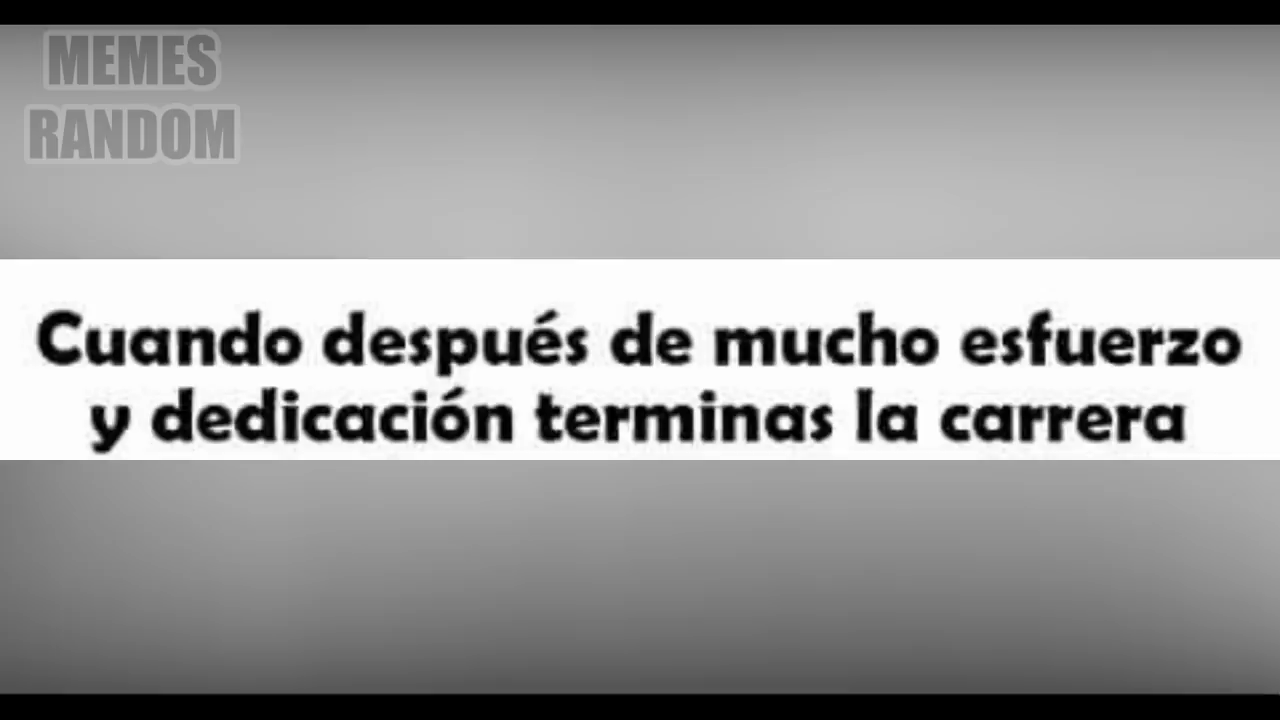 MEMES
RANDOM
Cuando después de mucho esfuerzo
y dedicación terminas la carrera